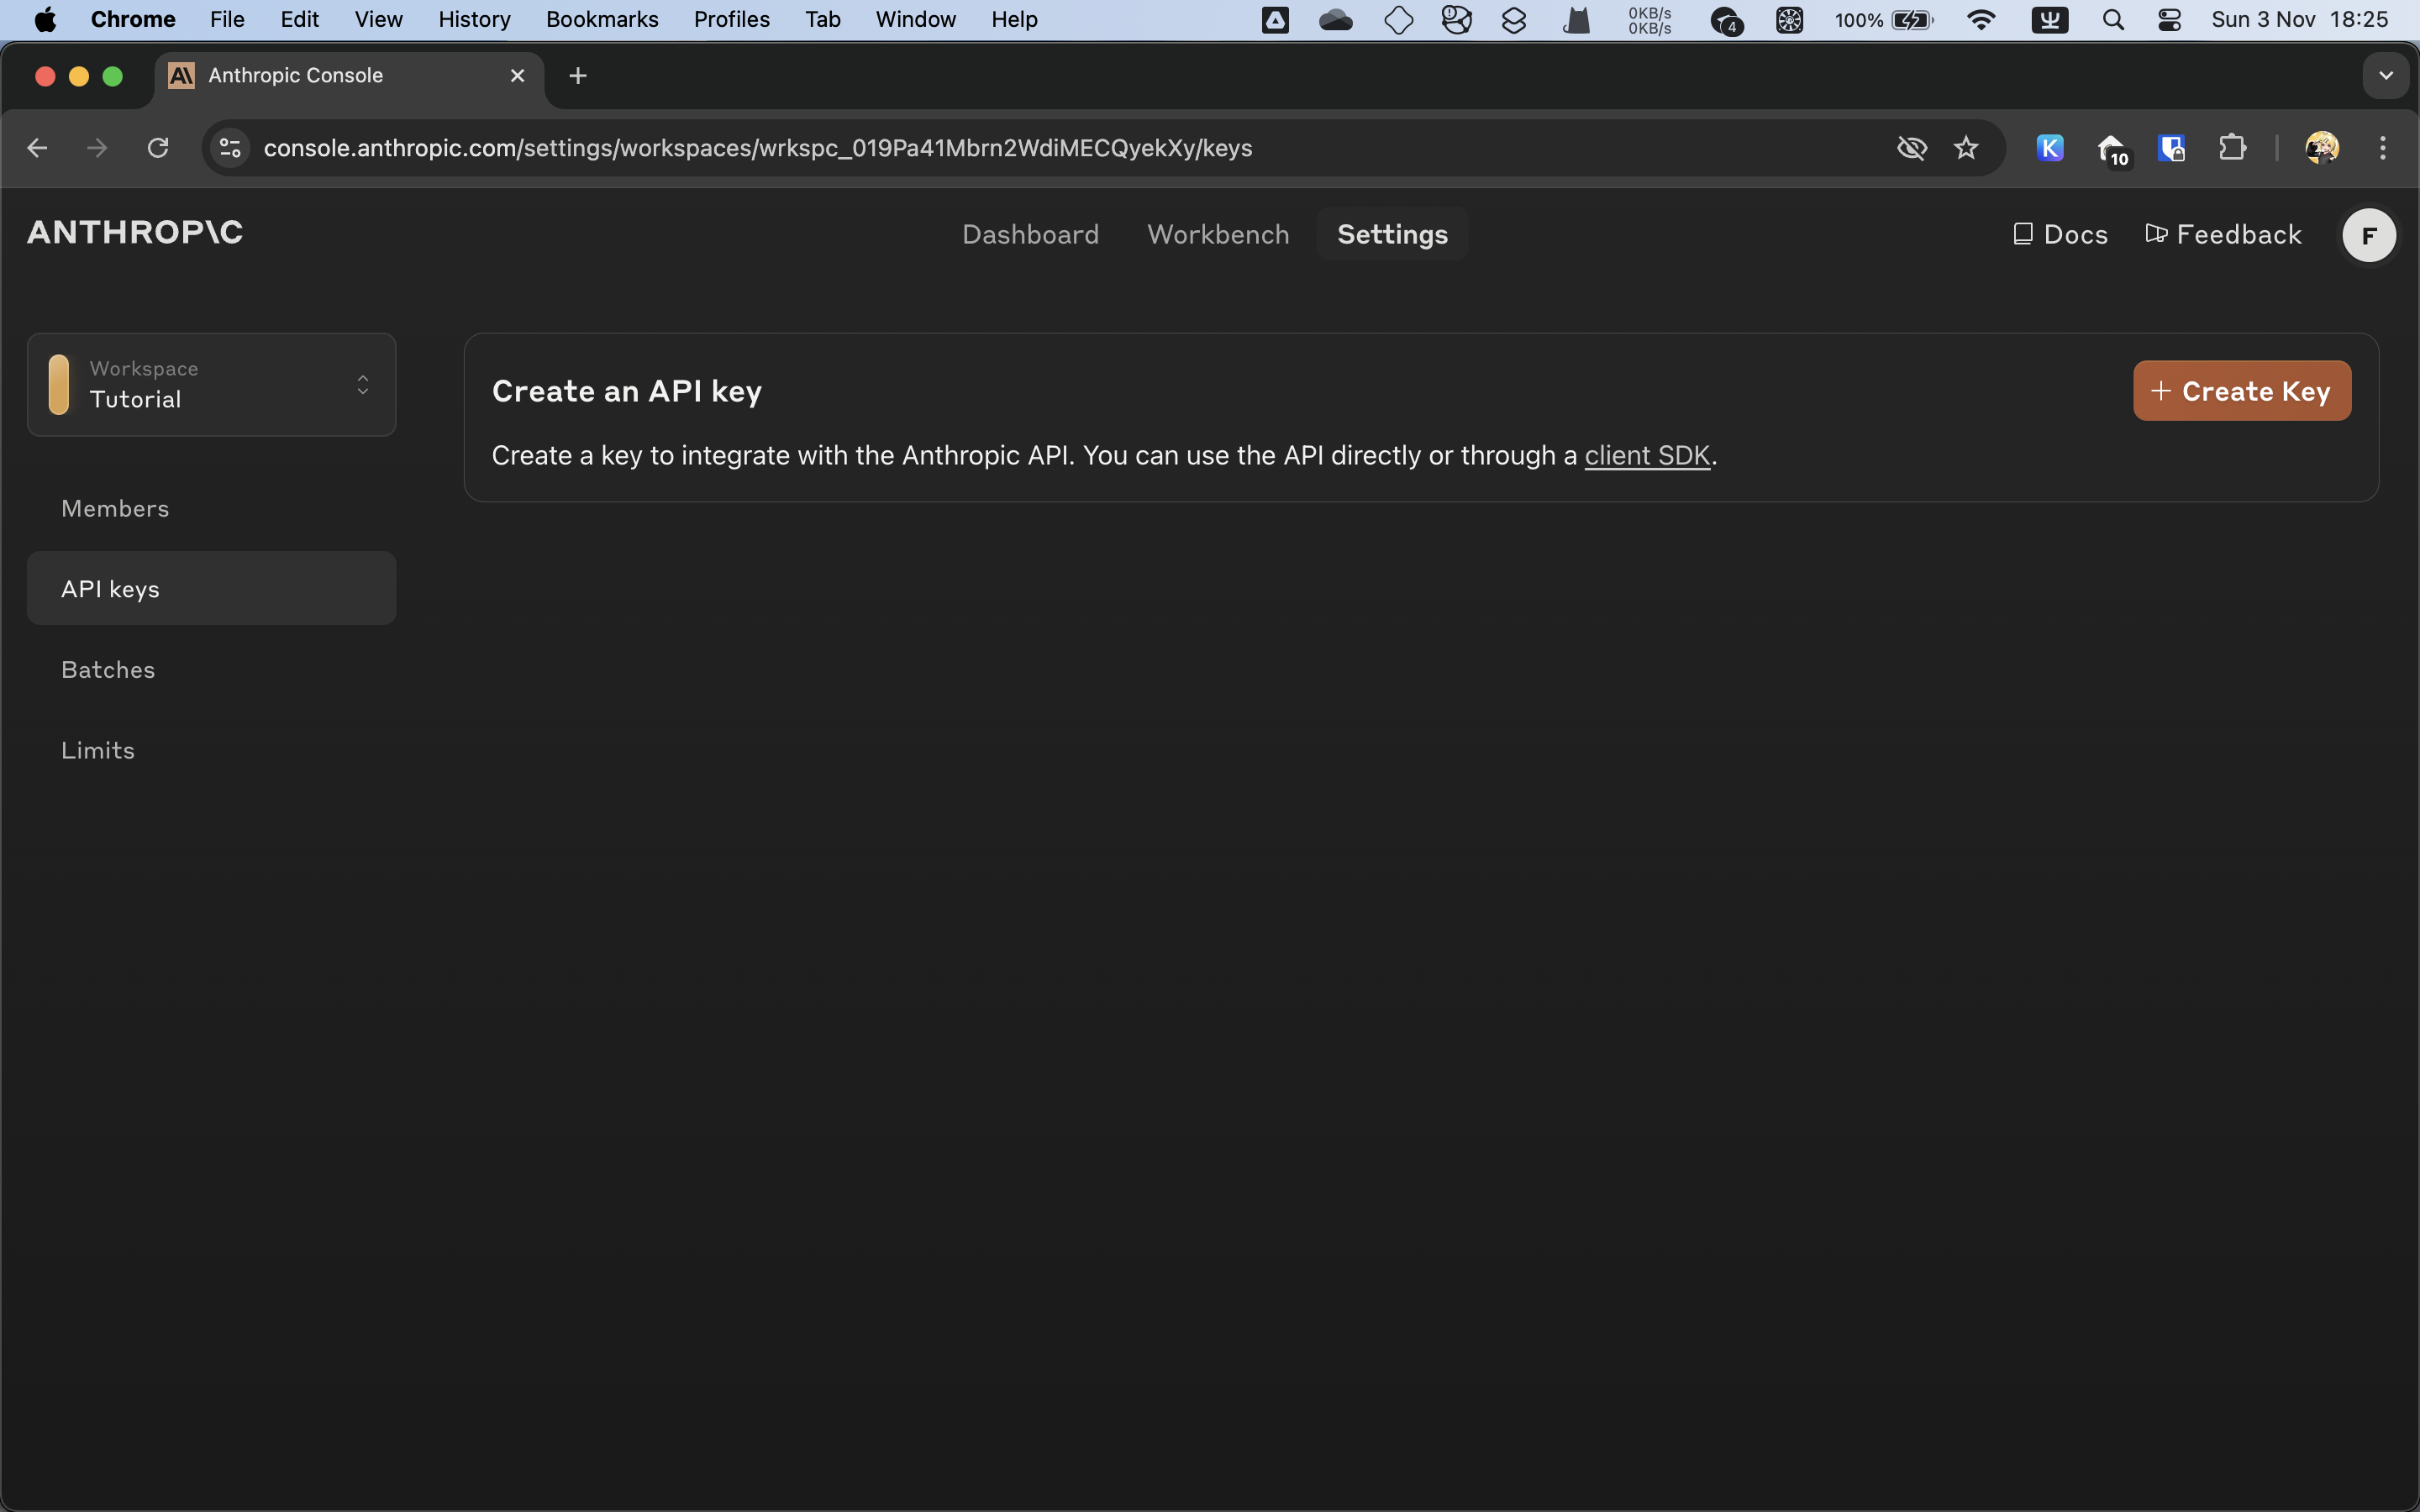 Chrome File Edit View History Bookmarks Profiles Tab Window Help 0KB/s 0KB/s 4 100% Sun 3 Nov 18:25
Anthropic Console
console.anthropic.com/settings/workspaces/wrkspc_019Pa41Mbrn2WdiMECQyekXy/keys K 10
ANTHROP\C Dashboard Workbench Settings Docs Feedback F
Workspace
Tutorial
Members
API keys
Batches
Limits
Create an API key
+ Create Key
Create a key to integrate with the Anthropic API. You can use the API directly or through a client SDK.